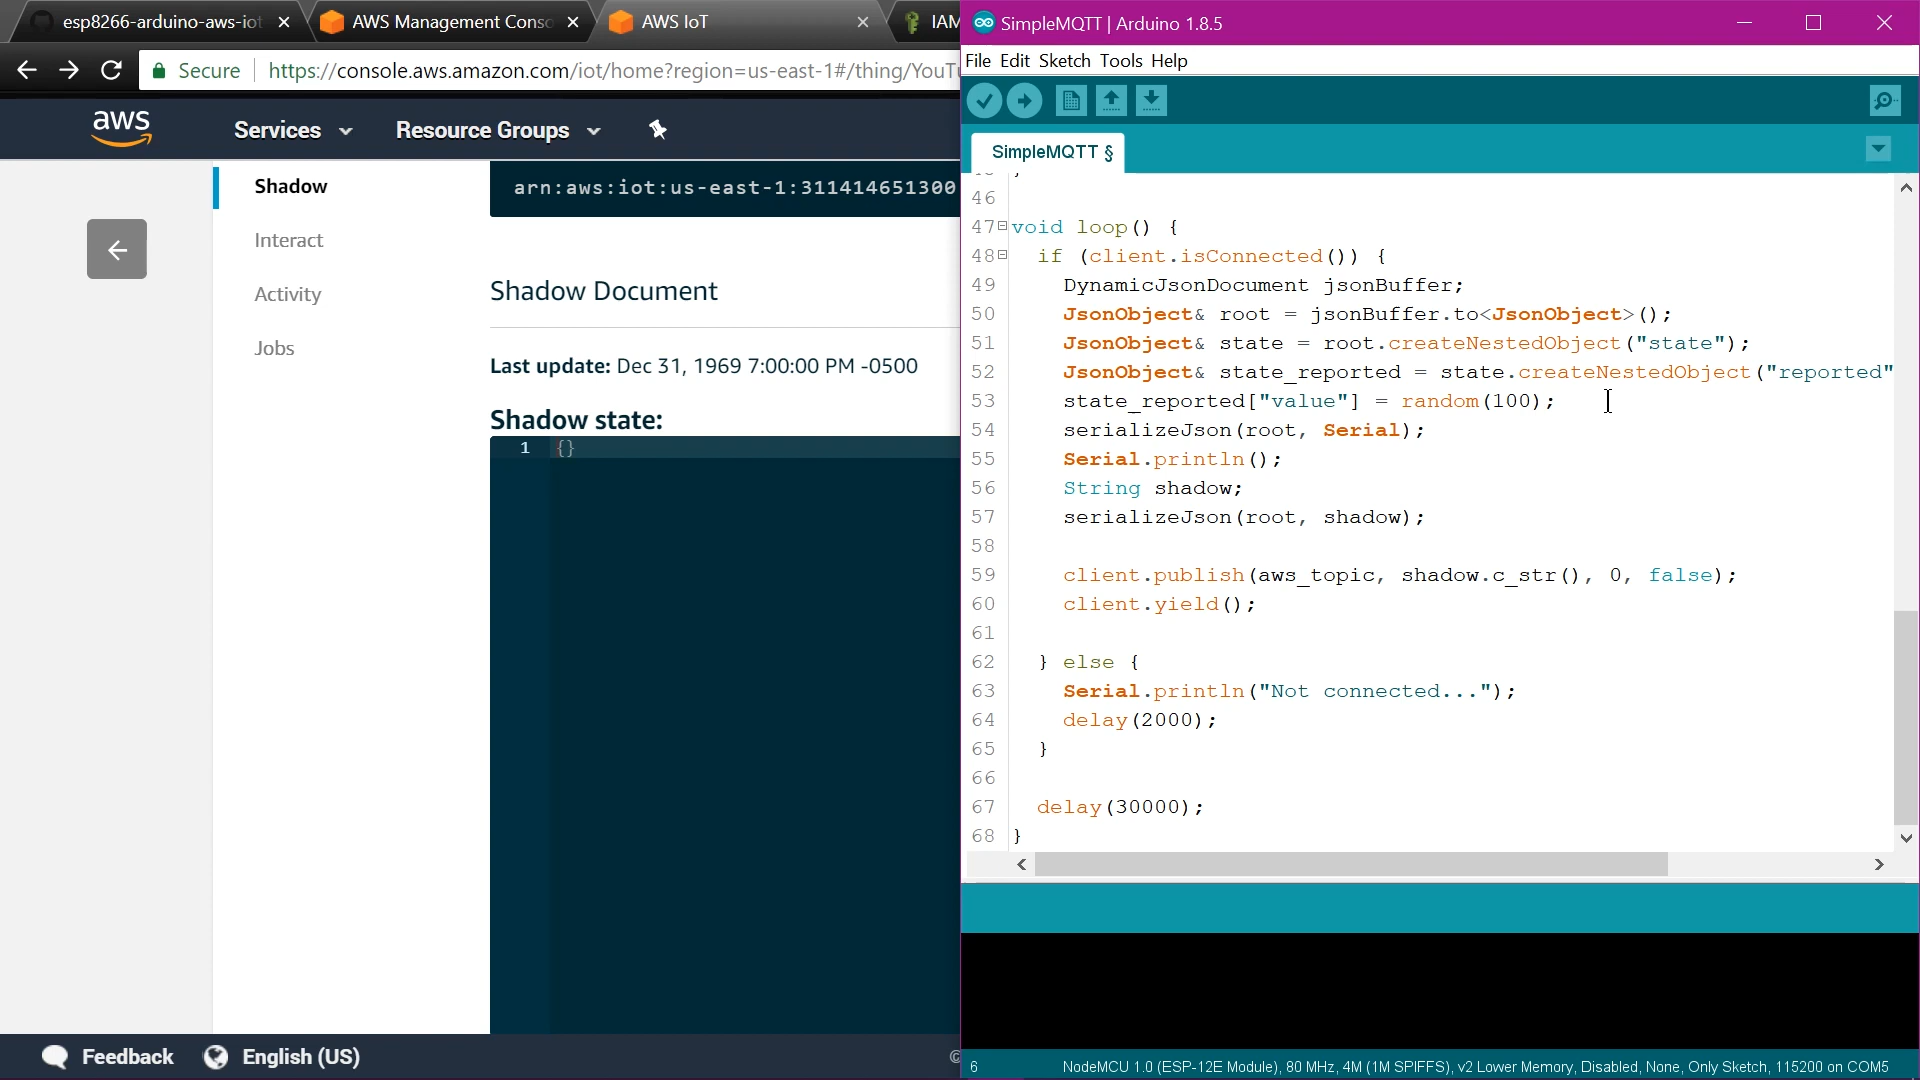 esp8266-arduino-aws-iot
AWS Management Conso
AWS IoT
IAM
Secure
https://console.aws.amazon.com/iot/home?region=us-east-1#/thing/YouTu
aws
Services
Resource Groups
Shadow
Interact
Activity
Jobs
arn:aws:iot:us-east-1:311414651300
Shadow Document
Last update: Dec 31, 1969 7:00:00 PM -0500
Shadow state:
1 {}
Feedback
English (US)
©
SimpleMQTT | Arduino 1.8.5
File Edit Sketch Tools Help
SimpleMQTT §
46
47 void loop() {
48 if (client.isConnected()) {
49 DynamicJsonDocument jsonBuffer;
50 JsonObject& root = jsonBuffer.to<JsonObject>();
51 JsonObject& state = root.createNestedObject("state");
52 JsonObject& state_reported = state.createNestedObject("reported"
53 state_reported["value"] = random(100);
54 serializeJson(root, Serial);
55 Serial.println();
56 String shadow;
57 serializeJson(root, shadow);
58
59 client.publish(aws_topic, shadow.c_str(), 0, false);
60 client.yield();
61
62 } else {
63 Serial.println("Not connected...");
64 delay(2000);
65 }
66
67 delay(30000);
68 }
6
NodeMCU 1.0 (ESP-12E Module), 80 MHz, 4M (1M SPIFFS), v2 Lower Memory, Disabled, None, Only Sketch, 115200 on COM5